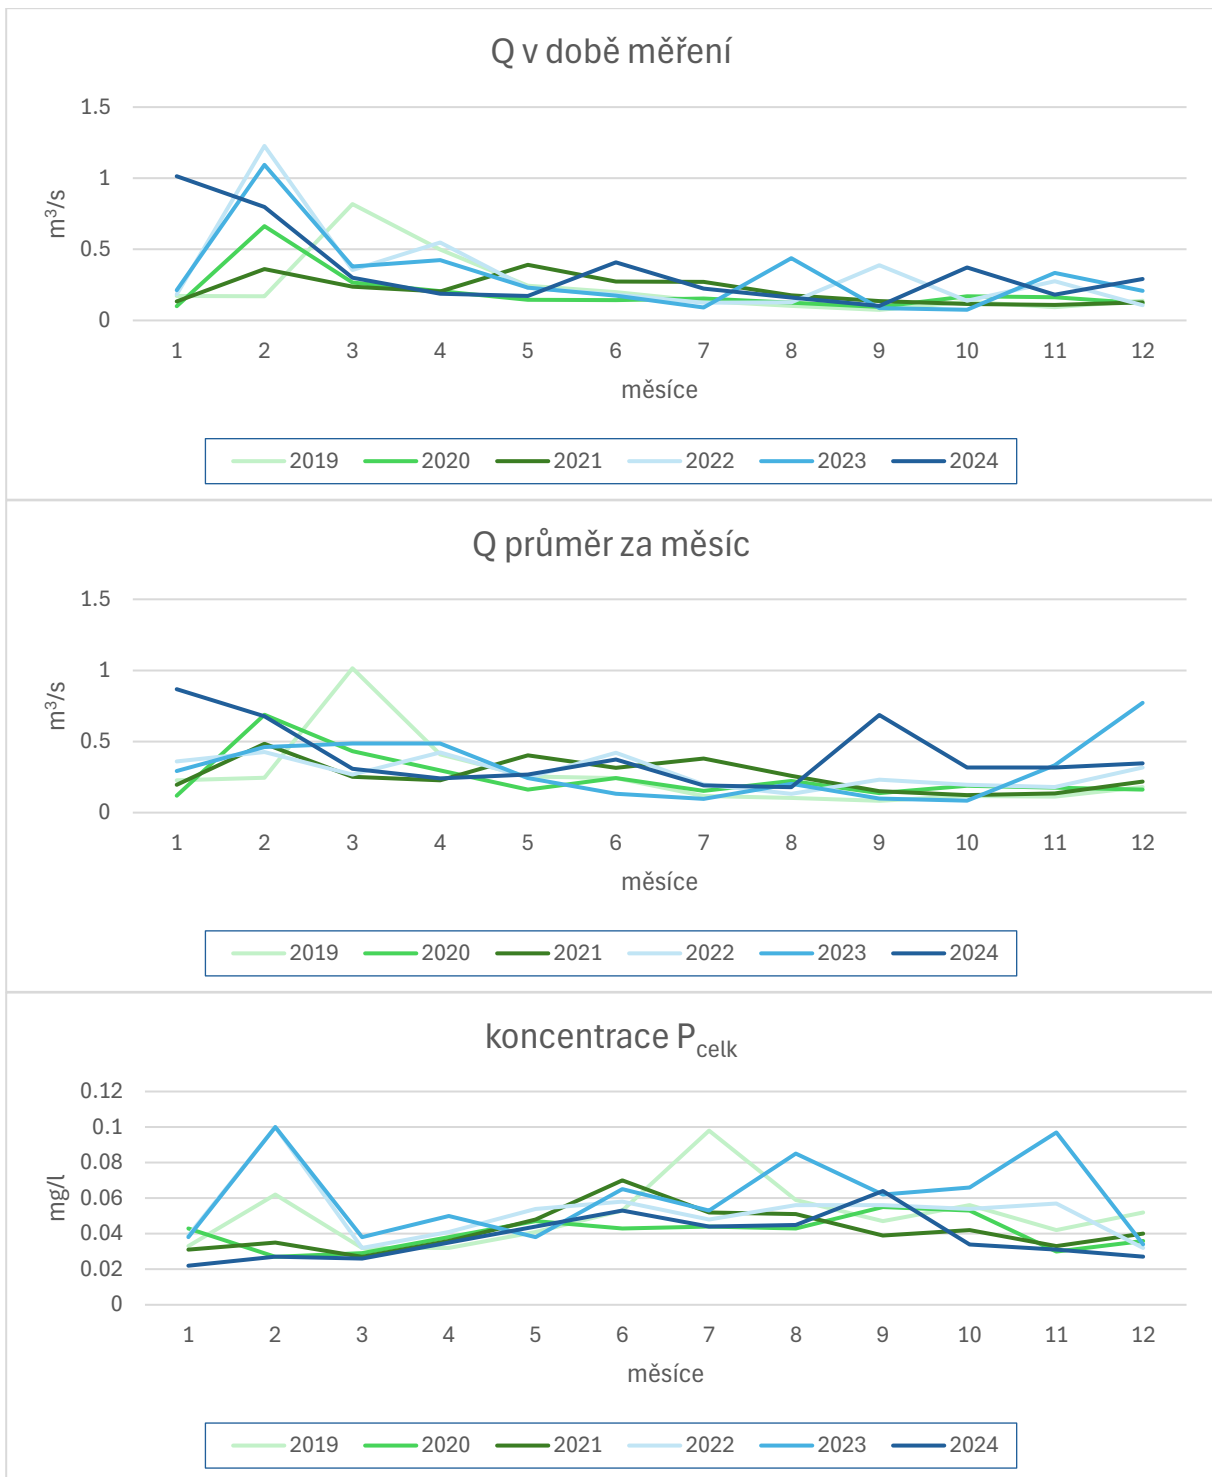 Q v době měření
1.5
1
0.5
0
m³/s
1 2 3 4 5 6 7 8 9 10 11 12
měsíce
2019 2020 2021 2022 2023 2024
Q průměr za měsíc
1.5
1
0.5
0
m³/s
1 2 3 4 5 6 7 8 9 10 11 12
měsíce
2019 2020 2021 2022 2023 2024
koncentrace Pcelk
0.12
0.1
0.08
0.06
0.04
0.02
0
mg/l
1 2 3 4 5 6 7 8 9 10 11 12
měsíce
2019 2020 2021 2022 2023 2024